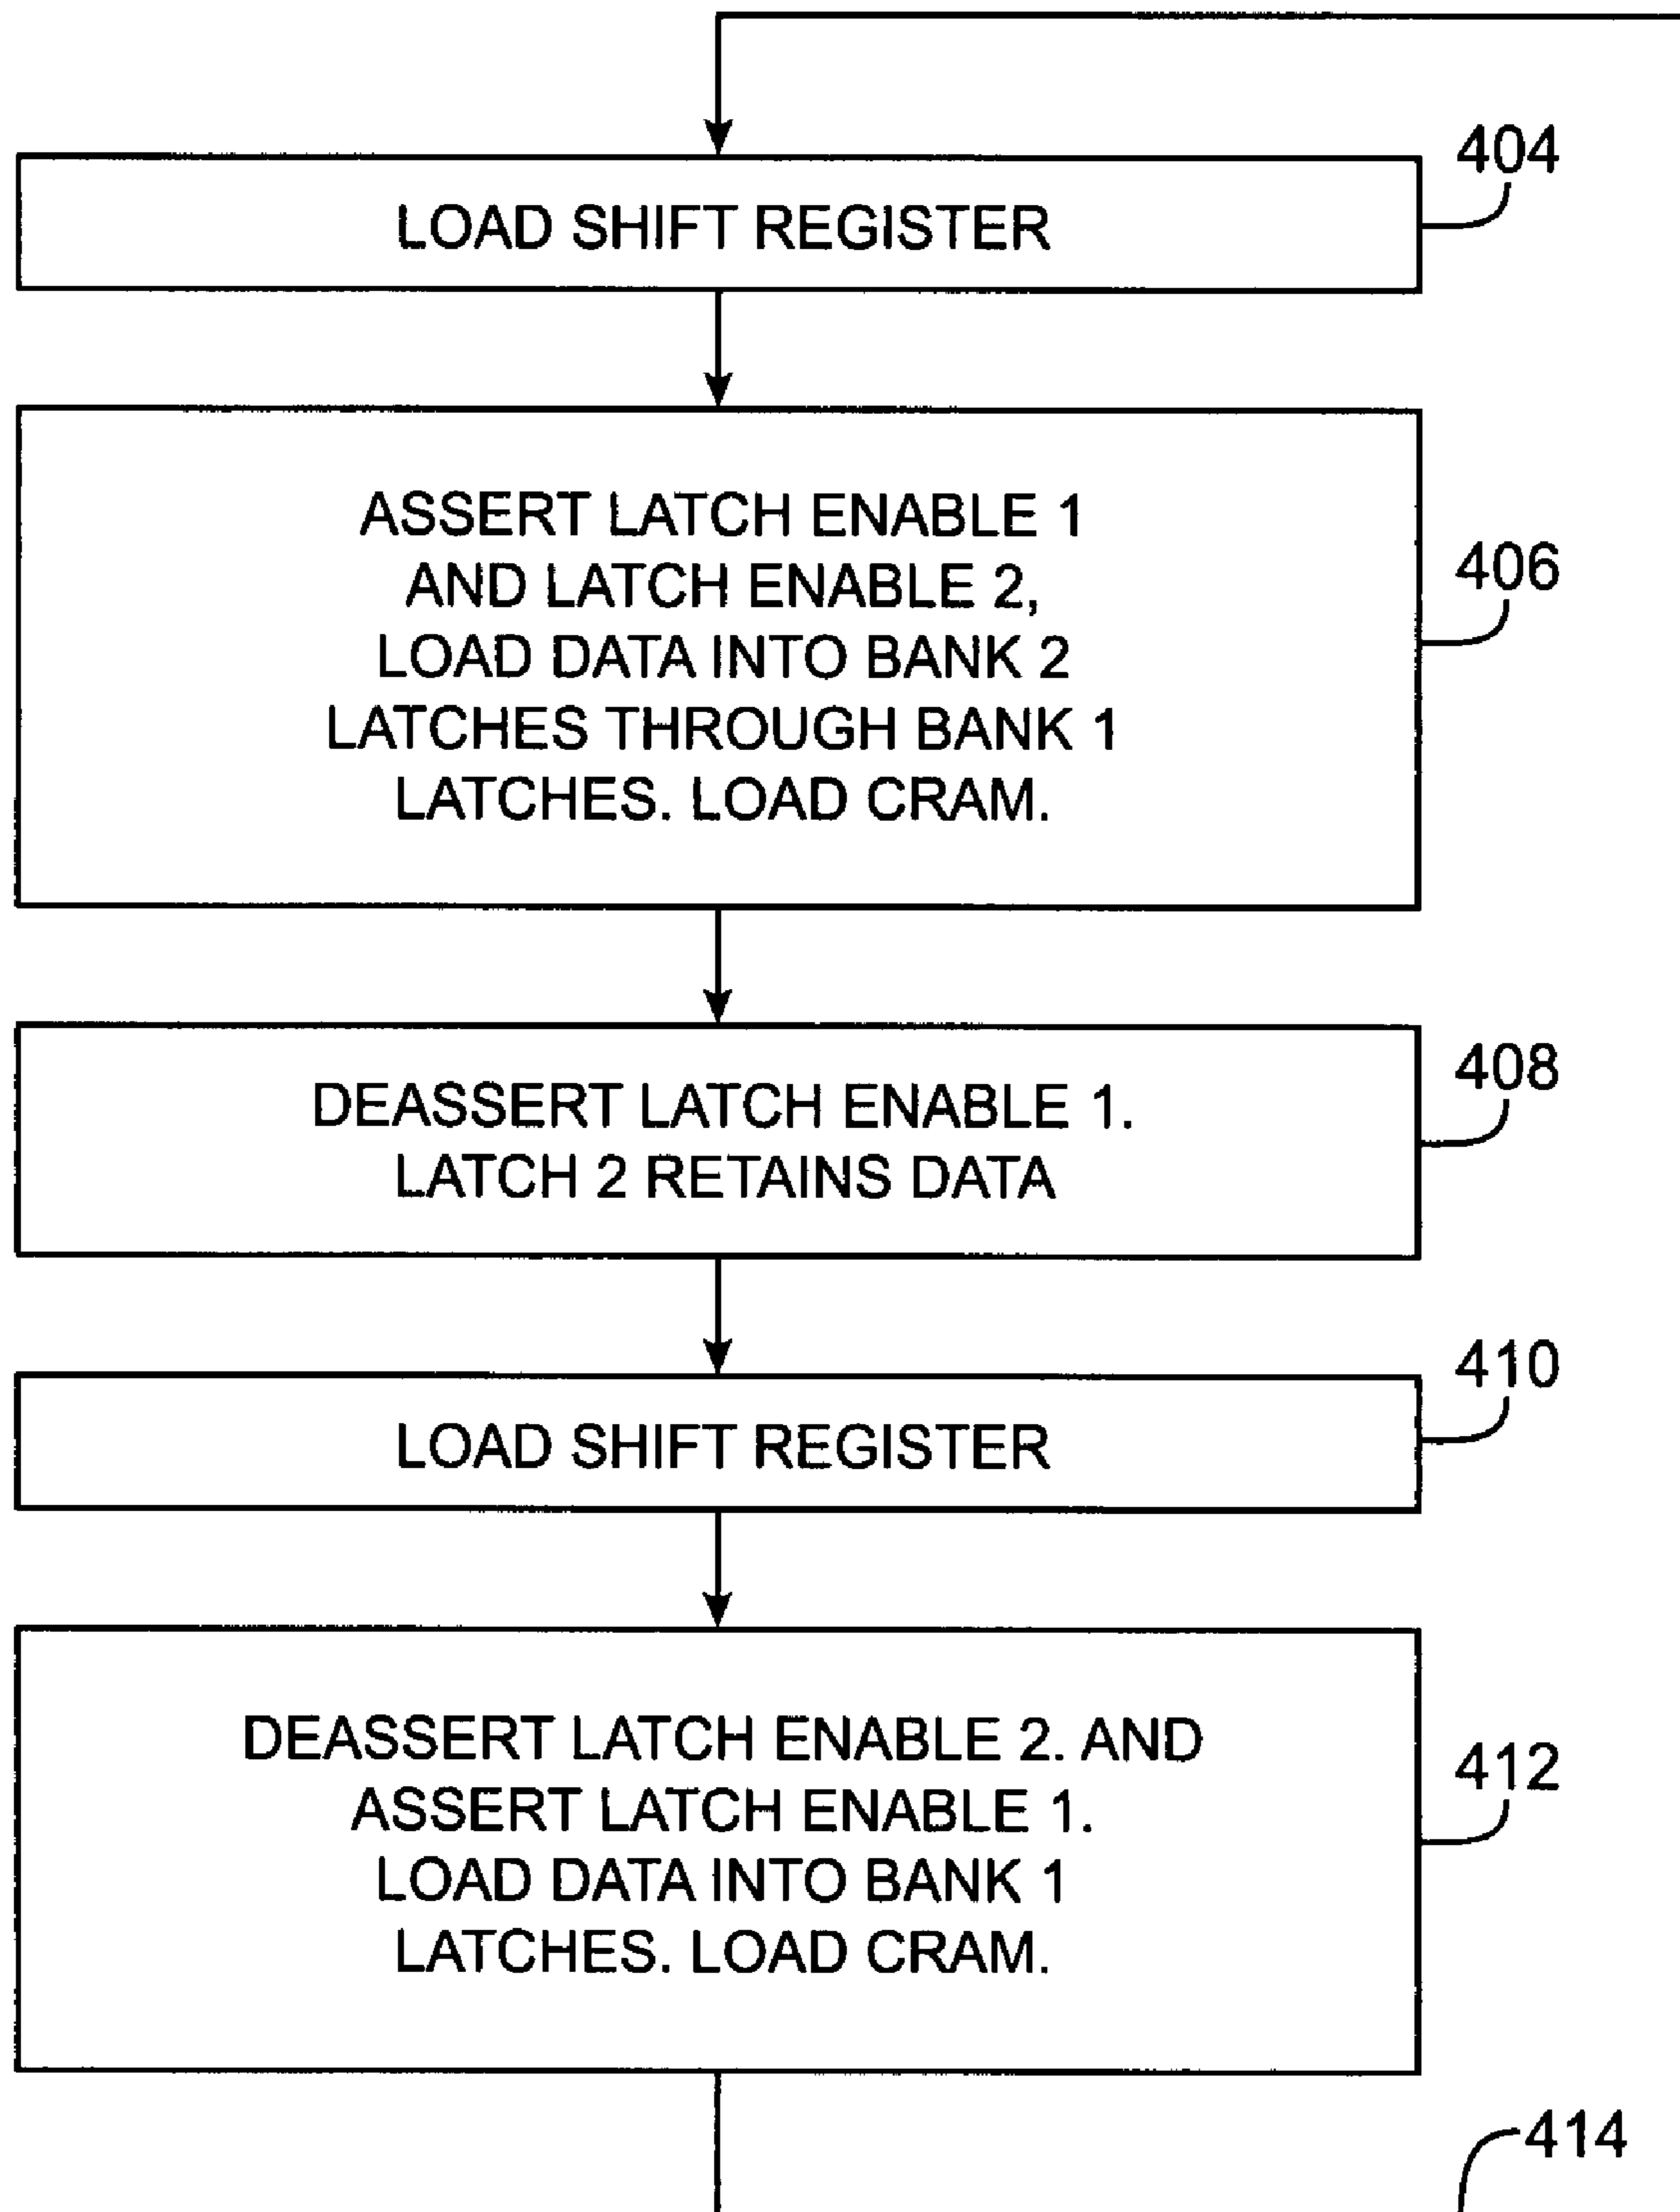 404
LOAD SHIFT REGISTER
ASSERT LATCH ENABLE 1
AND LATCH ENABLE 2,
LOAD DATA INTO BANK 2
LATCHES THROUGH BANK 1
LATCHES. LOAD CRAM.
406
DEASSERT LATCH ENABLE 1.
LATCH 2 RETAINS DATA
408
LOAD SHIFT REGISTER
410
DEASSERT LATCH ENABLE 2. AND
ASSERT LATCH ENABLE 1.
LOAD DATA INTO BANK 1
LATCHES. LOAD CRAM.
412
414